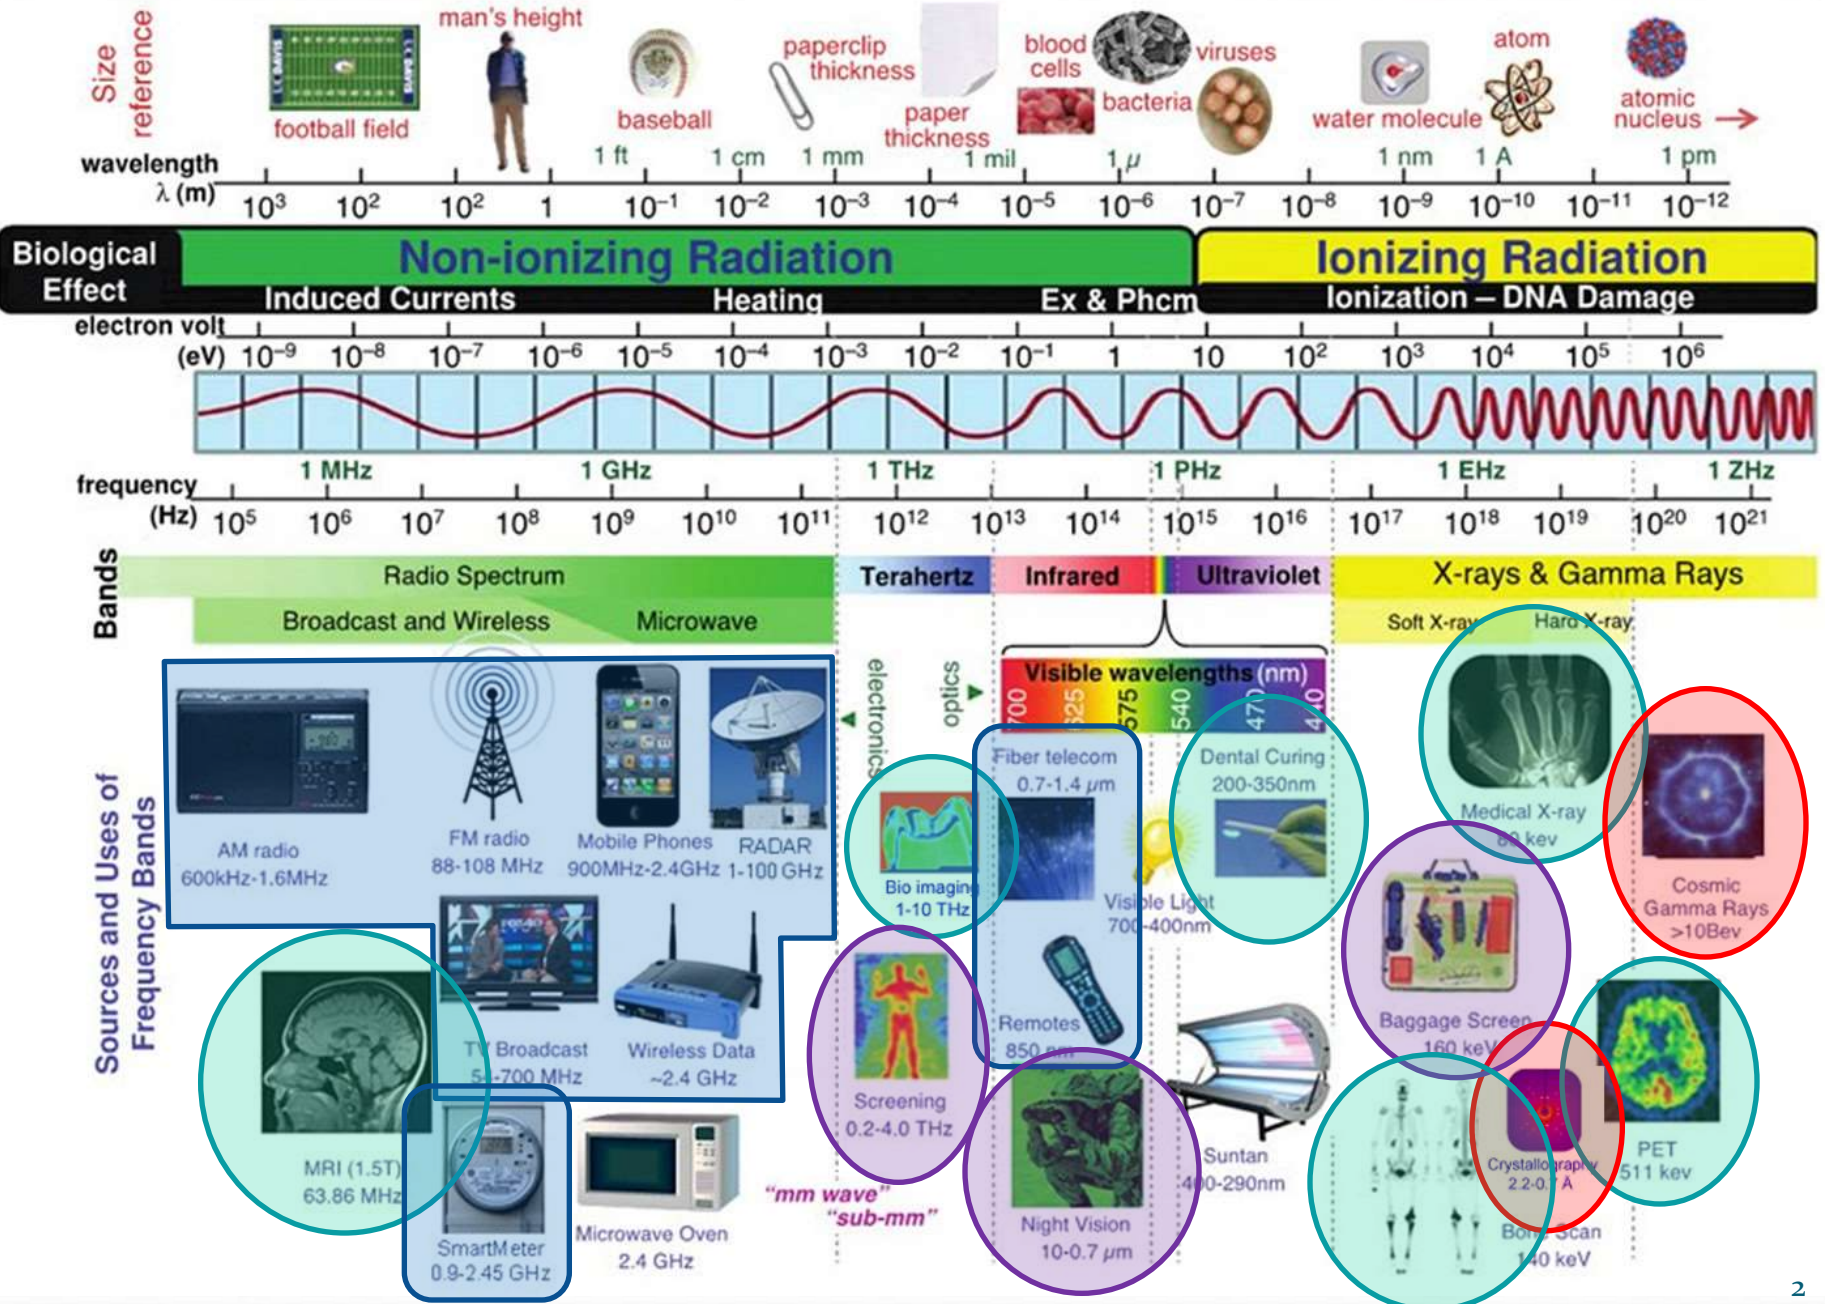 Size
reference
football field
man's height
baseball
paperclip
thickness
paper
thickness
blood
cells
bacteria
viruses
water molecule
atom
atomic
nucleus
wavelength
λ (m)
1 ft
1 cm
1 mm
1 mil
1 μ
1 nm
1 A
1 pm
10³ 10² 10² 1 10⁻¹ 10⁻² 10⁻³ 10⁻⁴ 10⁻⁵ 10⁻⁶ 10⁻⁷ 10⁻⁸ 10⁻⁹ 10⁻¹⁰ 10⁻¹¹ 10⁻¹²
Biological
Effect
Non-ionizing Radiation
Ionizing Radiation
Induced Currents
Heating
Ex & Phcm
Ionization – DNA Damage
electron volt
(eV)
10⁻⁹ 10⁻⁸ 10⁻⁷ 10⁻⁶ 10⁻⁵ 10⁻⁴ 10⁻³ 10⁻² 10⁻¹ 1 10 10² 10³ 10⁴ 10⁵ 10⁶
1 MHz 1 GHz 1 THz 1 PHz 1 EHz 1 ZHz
frequency
(Hz)
10⁵ 10⁶ 10⁷ 10⁸ 10⁹ 10¹⁰ 10¹¹ 10¹² 10¹³ 10¹⁴ 10¹⁵ 10¹⁶ 10¹⁷ 10¹⁸ 10¹⁹ 10²⁰ 10²¹
Bands
Radio Spectrum
Terahertz
Infrared
Ultraviolet
X-rays & Gamma Rays
Broadcast and Wireless
Microwave
Soft X-ray
Hard X-ray
Sources and Uses of
Frequency Bands
electronics
optics
Visible wavelengths (nm)
700
625
575
540
470
AM radio
600kHz-1.6MHz
FM radio
88-108 MHz
Mobile Phones
900MHz-2.4GHz
RADAR
1-100 GHz
Bio imaging
1-10 THz
Fiber telecom
0.7-1.4 μm
Visible Light
700-400nm
Dental Curing
200-350nm
Medical X-ray
kev
Cosmic
Gamma Rays
>10Bev
TV Broadcast
54-700 MHz
Wireless Data
~2.4 GHz
Screening
0.2-4.0 THz
Remotes
850 nm
Baggage Screen
160 keV
MRI (1.5T)
63.86 MHz
SmartMeter
0.9-2.45 GHz
Microwave Oven
2.4 GHz
"mm wave"
"sub-mm"
Night Vision
10-0.7 μm
Suntan
400-290nm
Crystallography
Å
Bone Scan
140 keV
PET
511 kev
2